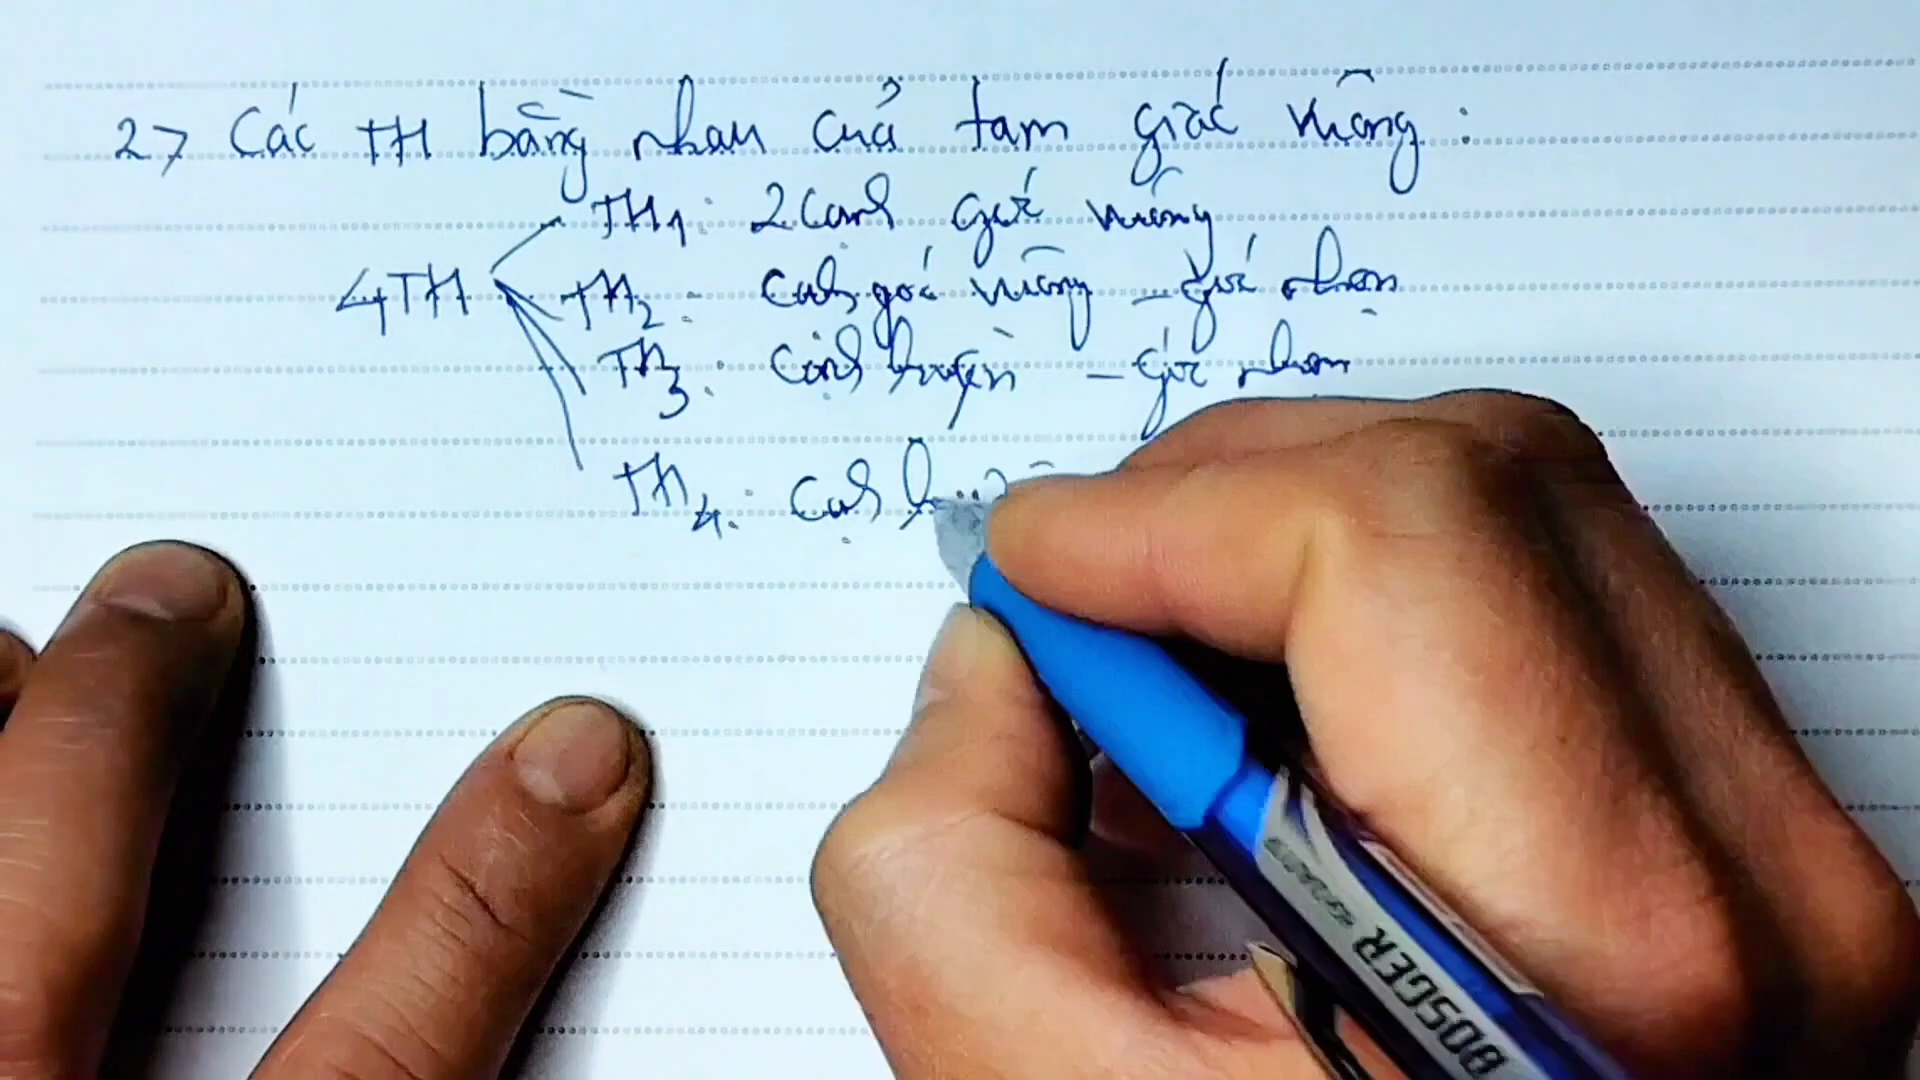 2> Các TH bằng nhau của tam giác vuông :
TH1: 2 cạnh góc vuông
4TH
TH2: Cạnh góc vuông - góc nhọn
TH3: Cạnh huyền - góc nhọn
TH4: Cạnh
BOSGER